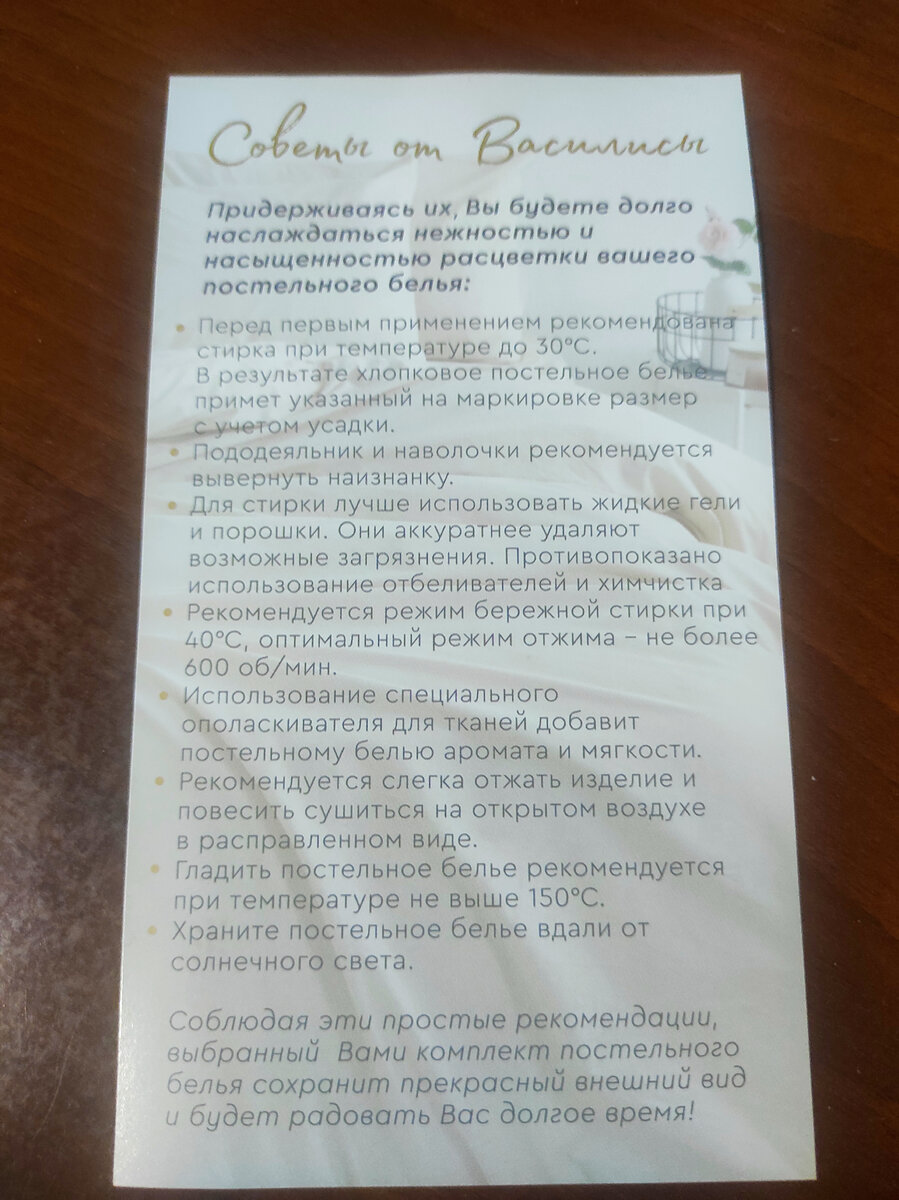 Советы от Василисы
Придерживаясь их, Вы будете долго
наслаждаться нежностью и
насыщенностью расцветки вашего
постельного белья:
• Перед первым применением рекомендована
стирка при температуре до 30°С.
В результате хлопковое постельное белье
примет указанный на маркировке размер
с учетом усадки.
• Пододеяльник и наволочки рекомендуется
вывернуть наизнанку.
• Для стирки лучше использовать жидкие гели
и порошки. Они аккуратнее удаляют
возможные загрязнения. Противопоказано
использование отбеливателей и химчистка
• Рекомендуется режим бережной стирки при
40°С, оптимальный режим отжима – не более
600 об/мин.
• Использование специального
ополаскивателя для тканей добавит
постельному белью аромата и мягкости.
• Рекомендуется слегка отжать изделие и
повесить сушиться на открытом воздухе
в расправленном виде.
• Гладить постельное белье рекомендуется
при температуре не выше 150°С.
• Храните постельное белье вдали от
солнечного света.
Соблюдая эти простые рекомендации,
выбранный Вами комплект постельного
белья сохранит прекрасный внешний вид
и будет радовать Вас долгое время!